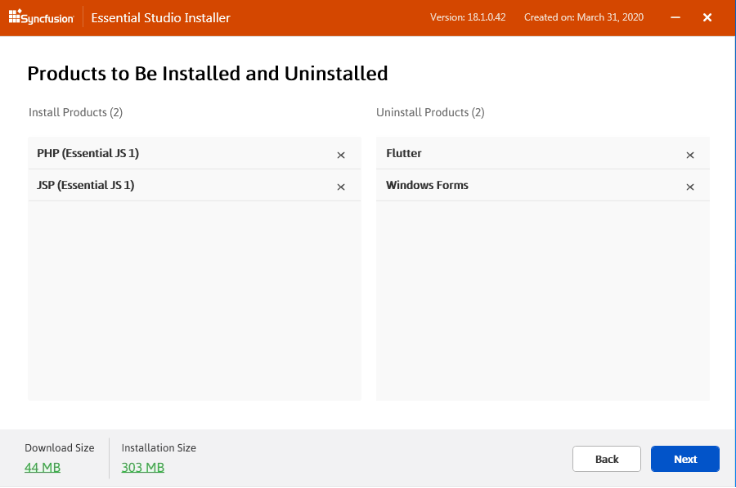 Syncfusion Essential Studio Installer Version: 18.1.0.42 Created on: March 31, 2020
Products to Be Installed and Uninstalled
Install Products (2) Uninstall Products (2)
PHP (Essential JS 1) Flutter
JSP (Essential JS 1) Windows Forms
Download Size Installation Size
44 MB 303 MB Back Next